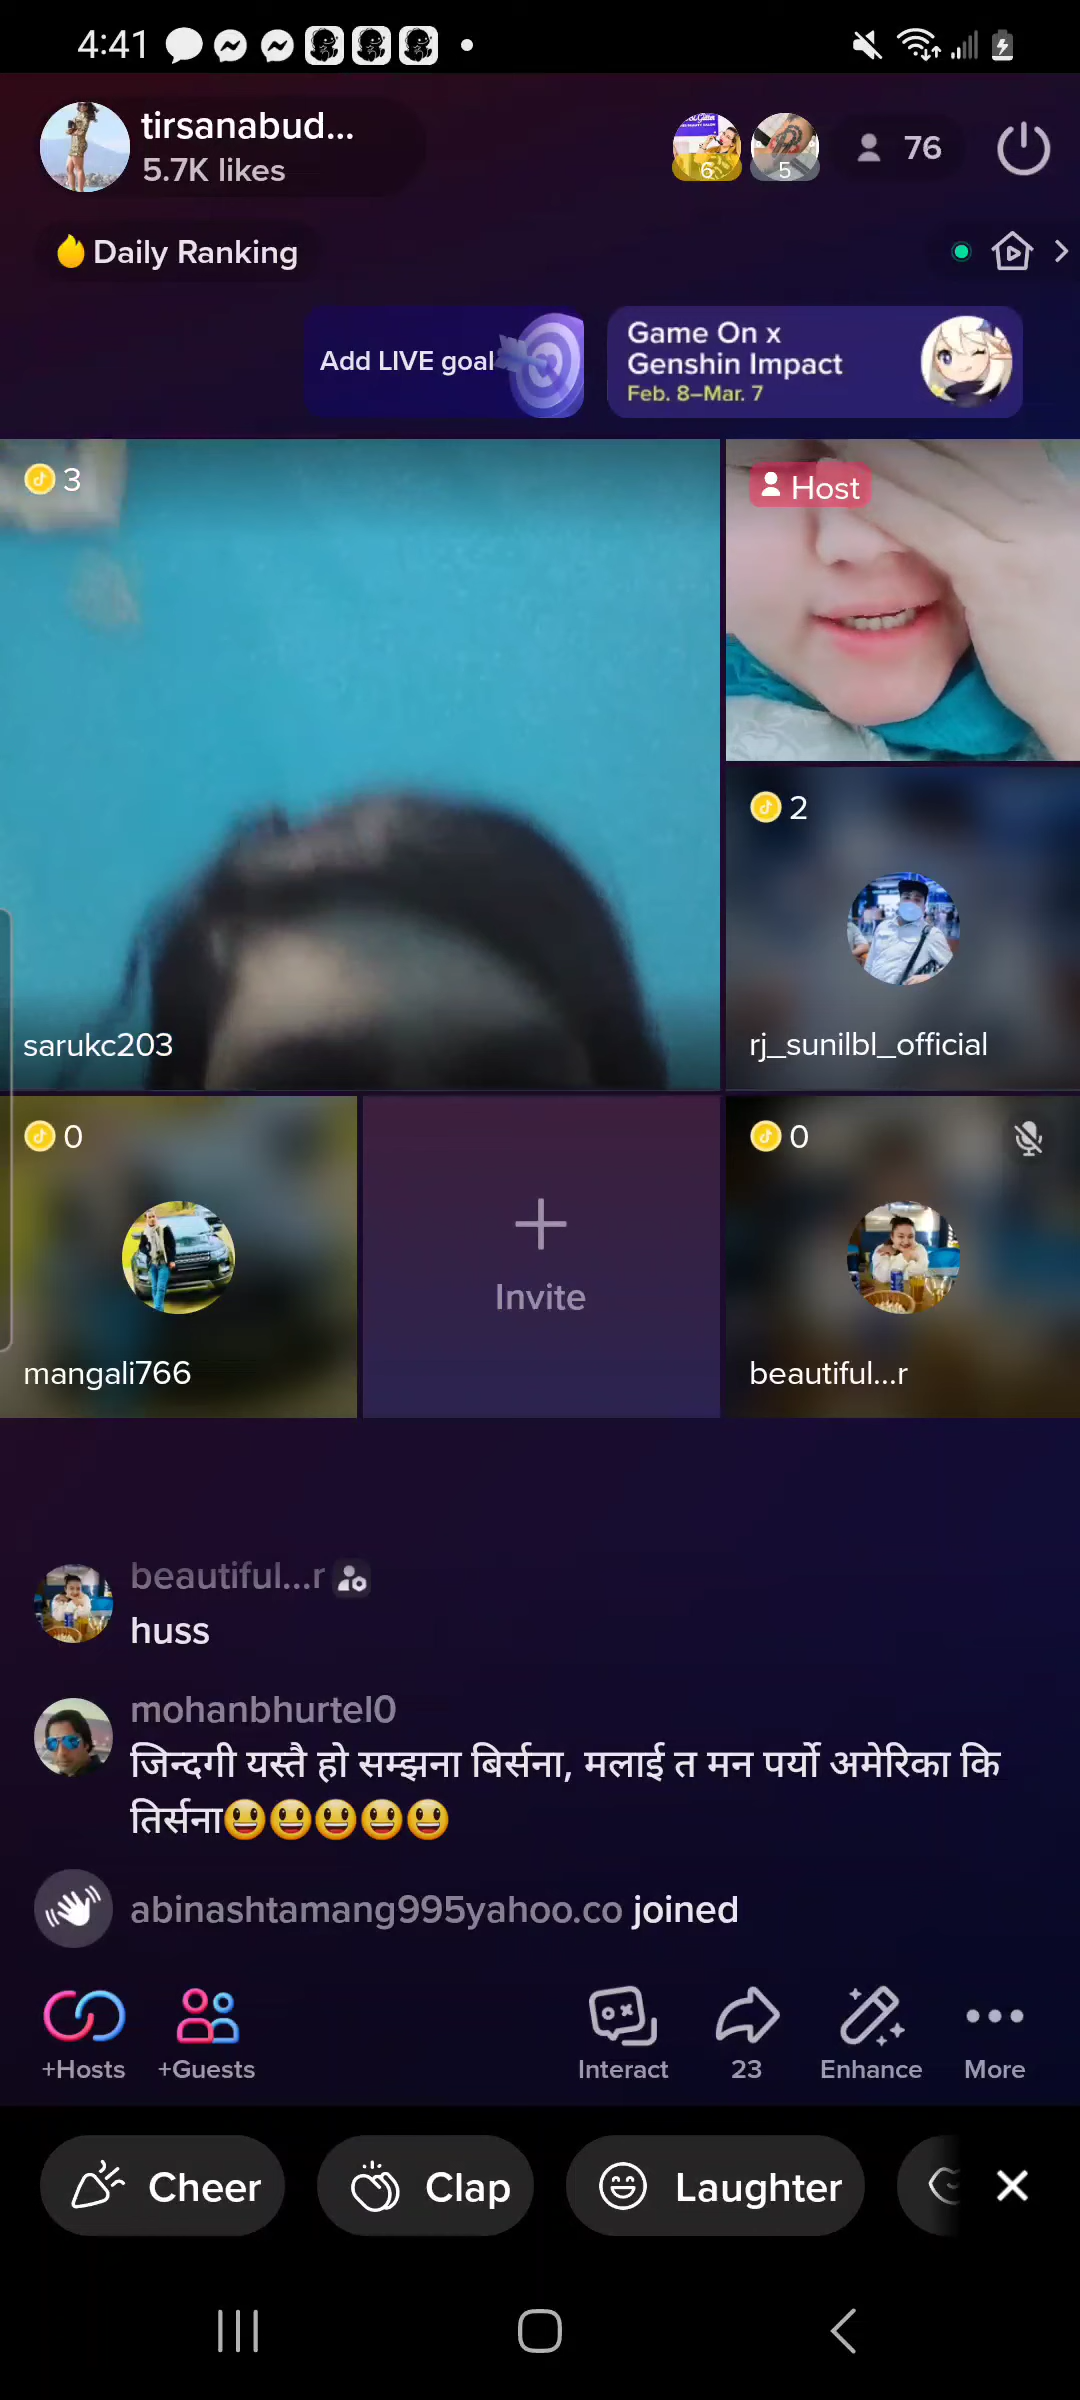 4:41
tirsanabud...
5.7K likes
6
5
76
Daily Ranking
Add LIVE goal
Game On x
Genshin Impact
Feb. 8–Mar. 7
3
Host
2
sarukc203
rj_sunilbl_official
0
0
Invite
mangali766
beautiful...r
beautiful...r
huss
mohanbhurtel0
जिन्दगी यस्तै हो सम्झना बिर्सना, मलाई त मन पर्यो अमेरिका कि
तिर्सना😃😃😃😃😃
abinashtamang995yahoo.co joined
+Hosts
+Guests
Interact
23
Enhance
More
Cheer
Clap
Laughter